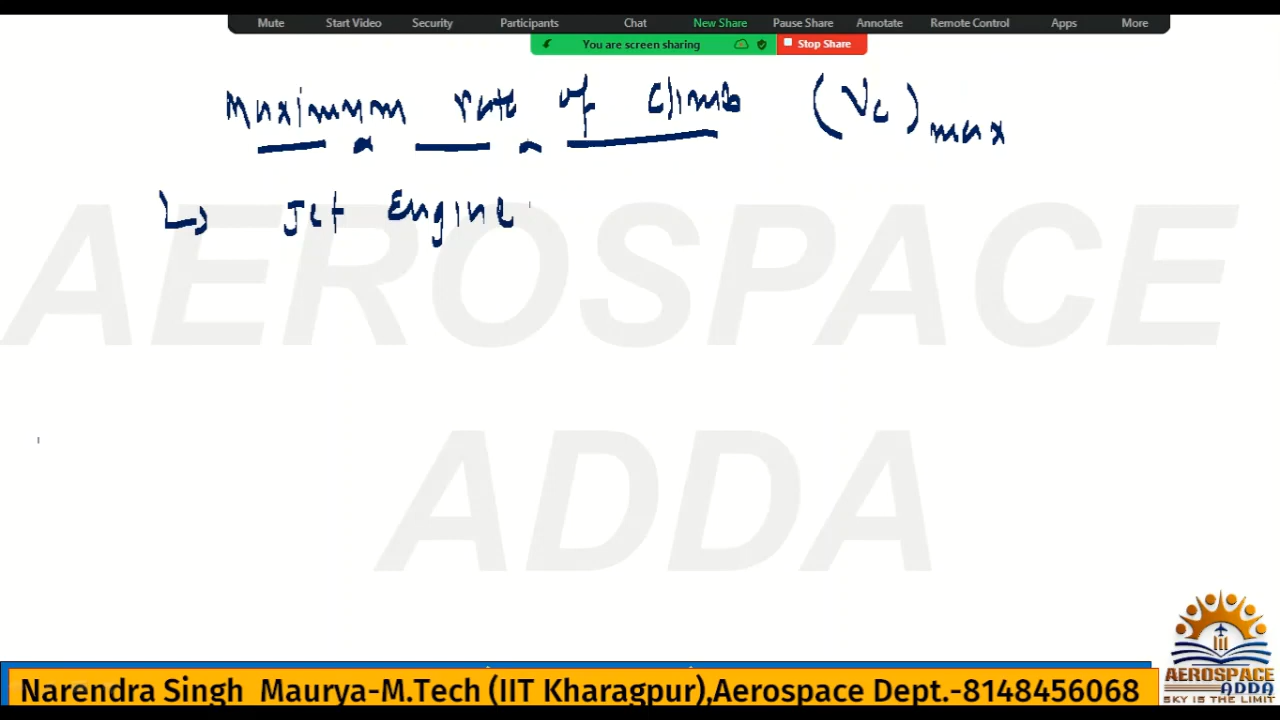 Mute Start Video Security Participants Chat New Share Pause Share Annotate Remote Control Apps More
You are screen sharing Stop Share
Maximum rate of Climb (Vc)max
↳ Jet Engine
AEROSPACE
ADDA
AEROSPACE
ADDA
SKY IS THE LIMIT
Narendra Singh Maurya-M.Tech (IIT Kharagpur),Aerospace Dept.-8148456068